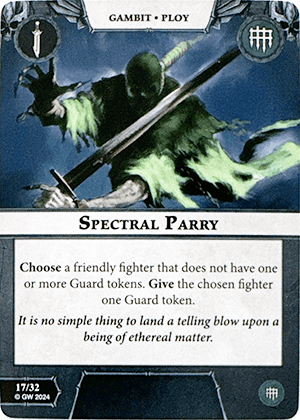 GAMBIT • PLOY
SPECTRAL PARRY
Choose a friendly fighter that does not have one
or more Guard tokens. Give the chosen fighter
one Guard token.
It is no simple thing to land a telling blow upon a
being of ethereal matter.
17/32
© GW 2024